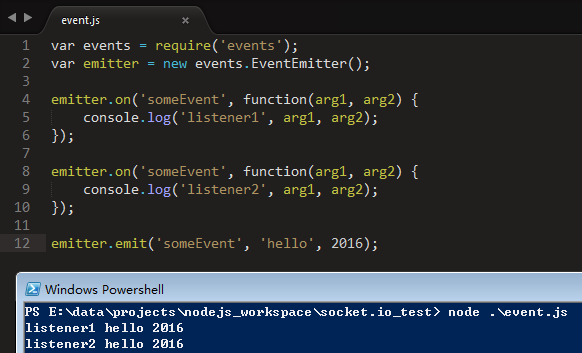 event.js
1 var events = require('events');
2 var emitter = new events.EventEmitter();
3
4 emitter.on('someEvent', function(arg1, arg2) {
5     console.log('listener1', arg1, arg2);
6 });
7
8 emitter.on('someEvent', function(arg1, arg2) {
9     console.log('listener2', arg1, arg2);
10 });
11
12 emitter.emit('someEvent', 'hello', 2016);
Windows Powershell
PS E:\data\projects\nodejs_workspace\socket.io_test> node .\event.js
listener1 hello 2016
listener2 hello 2016